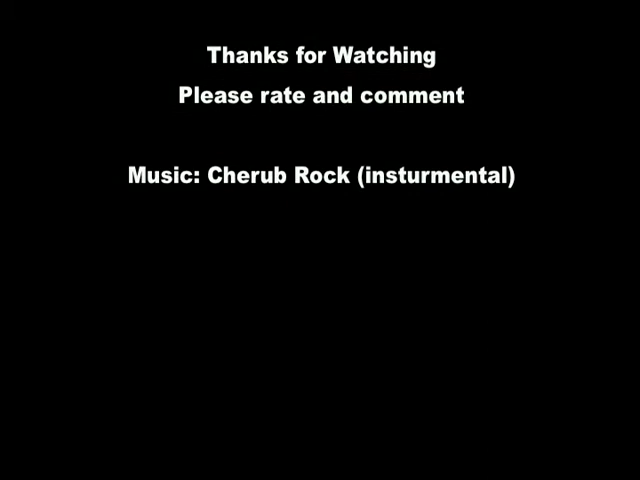 Thanks for Watching
Please rate and comment
Music: Cherub Rock (insturmental)